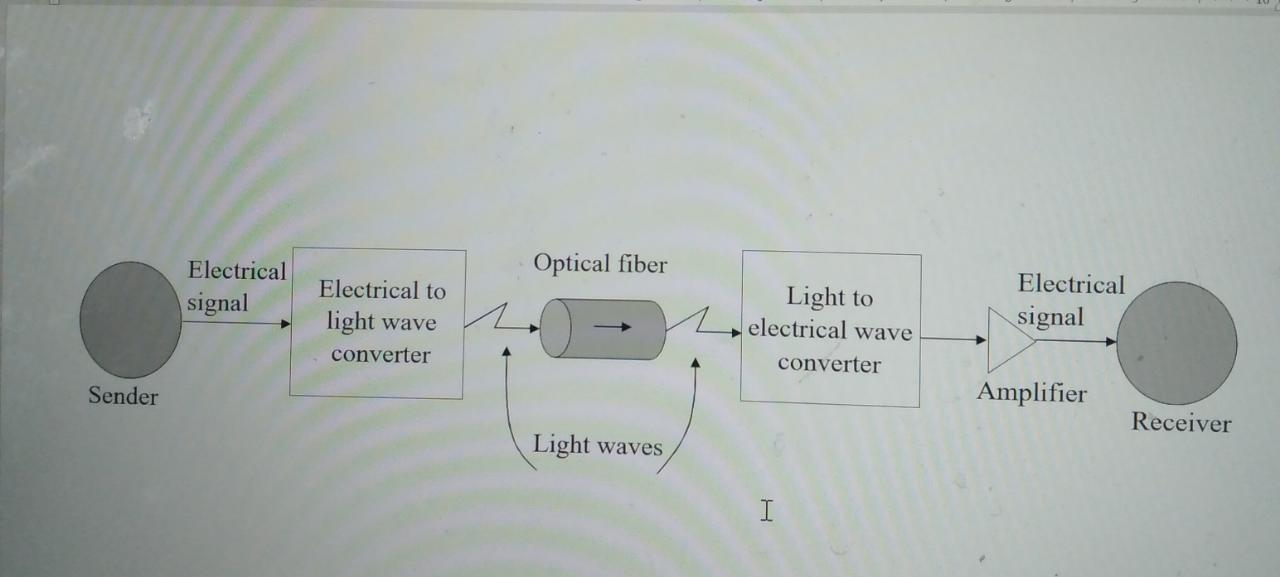 Electrical
signal
Sender
Electrical to
light wave
converter
Optical fiber
Light waves
Light to
electrical wave
converter
Amplifier
Electrical
signal
Receiver